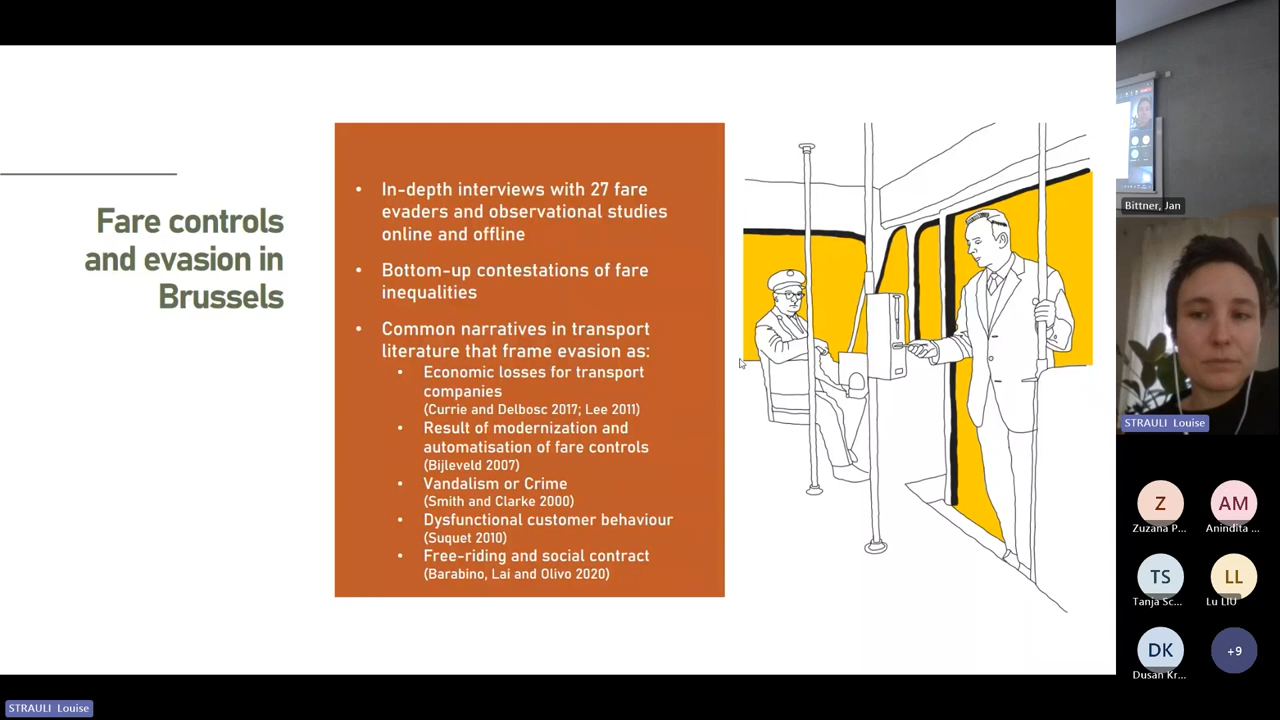 Fare controls
and evasion in
Brussels
• In-depth interviews with 27 fare
evaders and observational studies
online and offline
• Bottom-up contestations of fare
inequalities
• Common narratives in transport
literature that frame evasion as:
• Economic losses for transport
companies
(Currie and Delbosc 2017; Lee 2011)
• Result of modernization and
automatisation of fare controls
(Bijleveld 2007)
• Vandalism or Crime
(Smith and Clarke 2000)
• Dysfunctional customer behaviour
(Suquet 2010)
• Free-riding and social contract
(Barabino, Lai and Olivo 2020)
Bittner, Jan
STRAULI Louise
Z
Zuzana P...
AM
Anindita ...
TS
Tanja Sc...
LL
Lu LIU
DK
Dusan Kr...
+9
STRAULI Louise